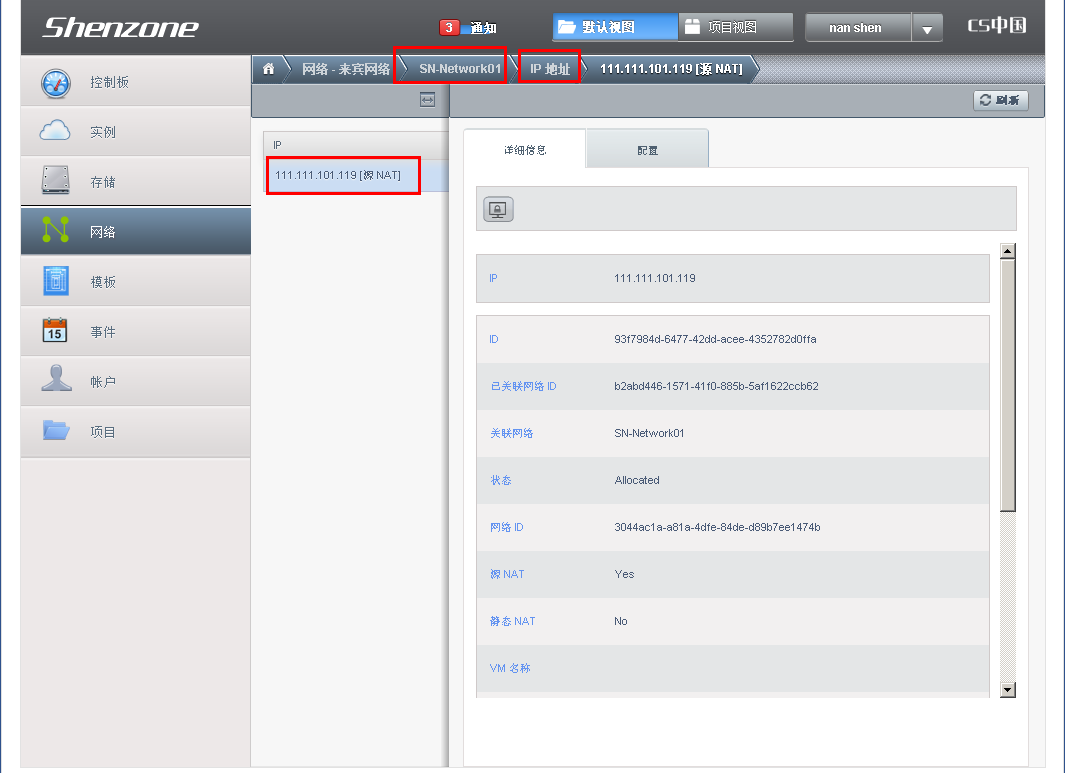 Shenzone
3 通知
默认视图
项目视图
nan shen
CS中国
网络 - 来宾网络
SN-Network01
IP 地址
111.111.101.119 [源 NAT]
控制板
实例
存储
网络
模板
15
事件
帐户
项目
刷新
IP
111.111.101.119 [源 NAT]
详细信息
配置
IP 111.111.101.119
ID 93f7984d-6477-42dd-acee-4352782d0ffa
已关联网络 ID b2abd446-1571-41f0-885b-5af1622ccb62
关联网络 SN-Network01
状态 Allocated
网络 ID 3044ac1a-a81a-4dfe-84de-d89b7ee1474b
源 NAT Yes
静态 NAT No
VM 名称